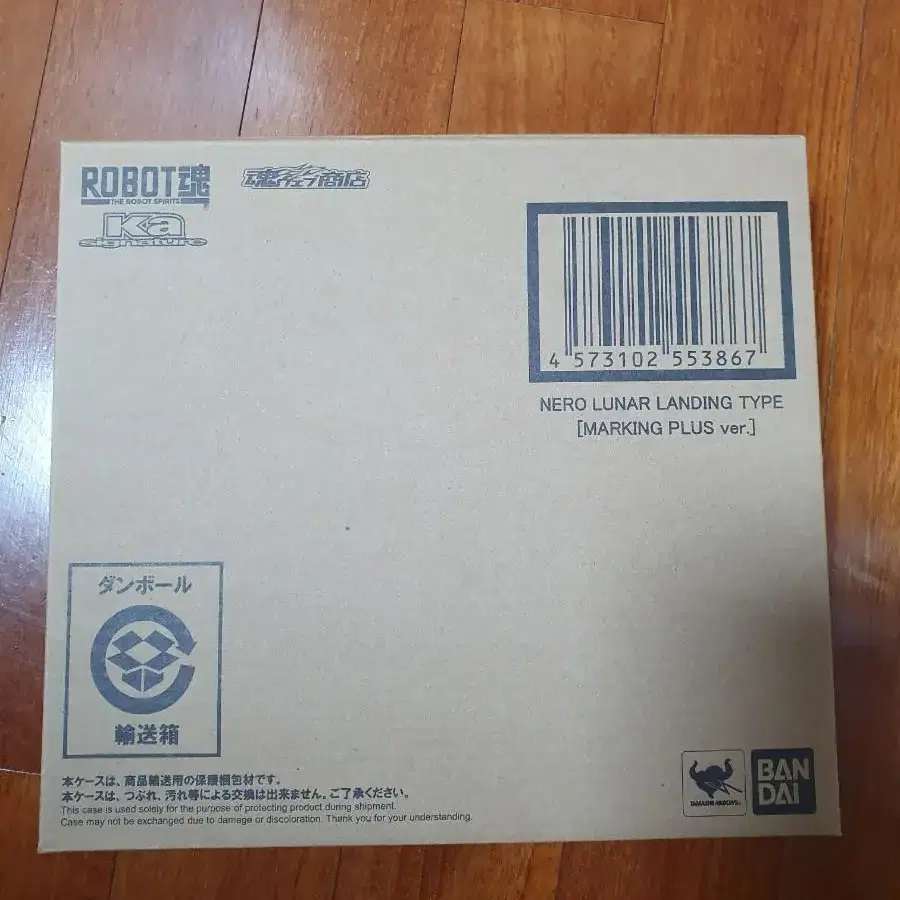 ROBOT魂
THE ROBOT SPIRITS
Ka
signature
魂ウェブ商店
4 573102 553867
NERO LUNAR LANDING TYPE
[MARKING PLUS ver.]
ダンボール
輸送箱
本ケースは、商品輸送用の保護梱包材です。
本ケースは、つぶれ、汚れ等による交換は出来ません。ご了承ください。
This case is used solely for the purpose of protecting product during shipment.
Case may not be exchanged due to damage or discoloration. Thank you for your understanding.
TAMASHII NATIONS
BAN
DAI